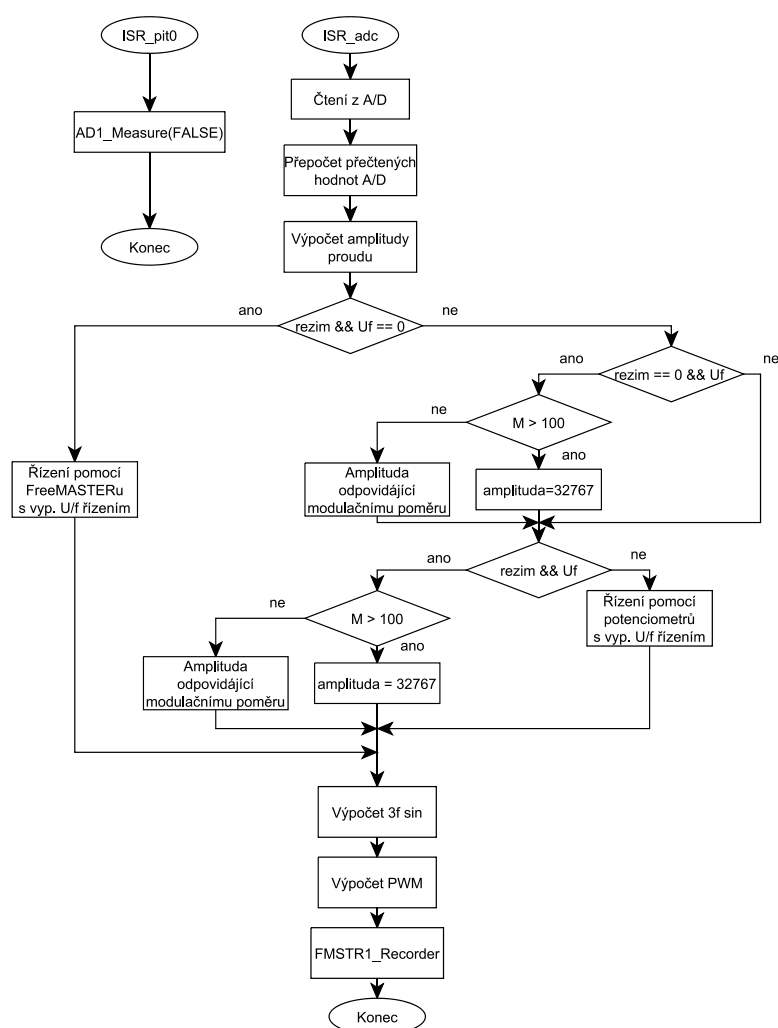 ISR_pit0
AD1_Measure(FALSE)
Konec
ISR_adc
Čtení z A/D
Přepočet přečtených
hodnot A/D
Výpočet amplitudy
proudu
ano
rezim && Uf == 0
ne
ano
rezim == 0 && Uf
ne
ne
M > 100
ano
Řízení pomocí
FreeMASTERu
s vyp. U/f řízením
Amplituda
odpovídájící
modulačnímu poměru
amplituda=32767
ano
rezim && Uf
ne
ne
M > 100
ano
Řízení pomocí
potenciometrů
s vyp. U/f řízením
Amplituda
odpovídájící
modulačnímu poměru
amplituda = 32767
Výpočet 3f sin
Výpočet PWM
FMSTR1_Recorder
Konec